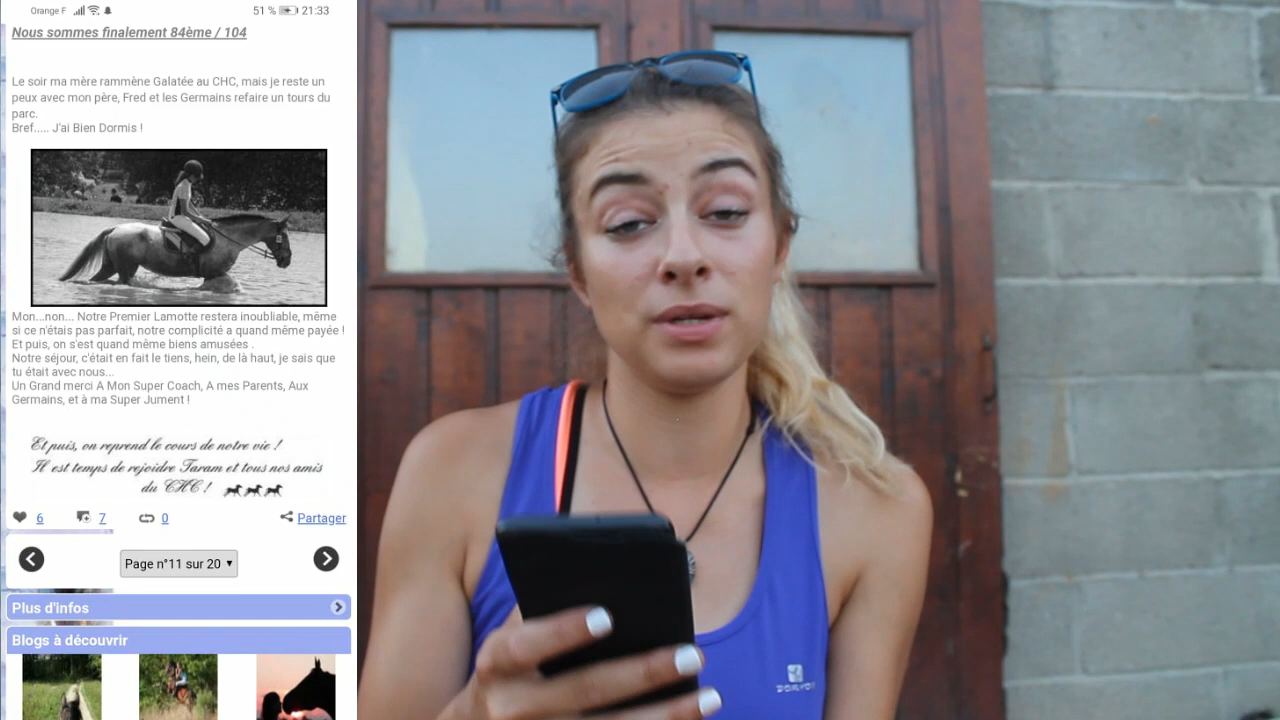 Orange F 51 % 21:33
Nous sommes finalement 84ème / 104
Le soir ma mère rammène Galatée au CHC, mais je reste un
peux avec mon père, Fred et les Germains refaire un tours du
parc.
Bref..... J'ai Bien Dormis !
Mon...non... Notre Premier Lamotte restera inoubliable, même
si ce n'étais pas parfait, notre complicité a quand même payée !
Et puis, on s'est quand même biens amusées .
Notre séjour, c'était en fait le tiens, hein, de là haut, je sais que
tu était avec nous...
Un Grand merci A Mon Super Coach, A mes Parents, Aux
Germains, et à ma Super Jument !
Et puis, on reprend le cours de notre vie !
Il est temps de rejoidre Taram et tous nos amis
du CHC !
6 7 0 Partager
Page n°11 sur 20
Plus d'infos
Blogs à découvrir
DOMYOS